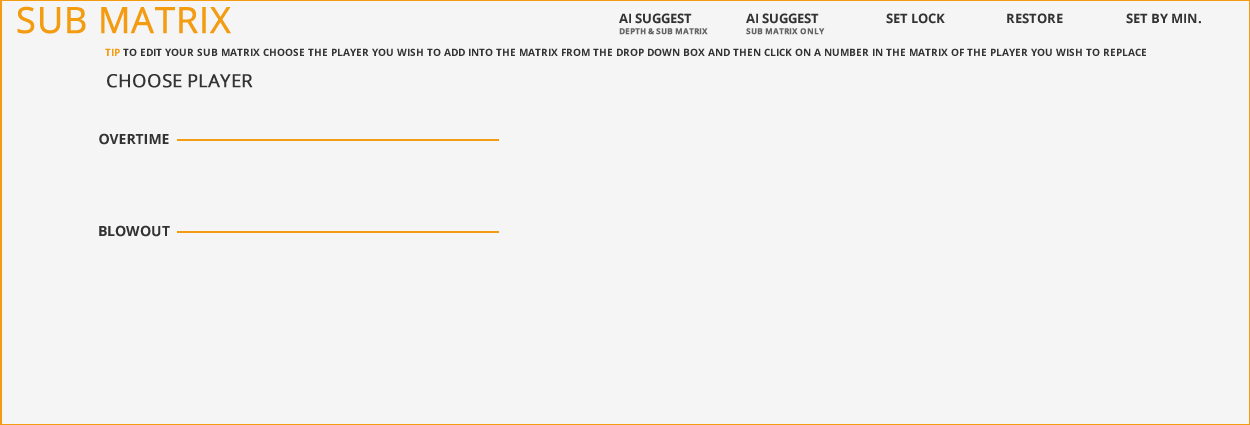 SUB MATRIX
AI SUGGEST
DEPTH & SUB MATRIX
AI SUGGEST
SUB MATRIX ONLY
SET LOCK
RESTORE
SET BY MIN.
TIP TO EDIT YOUR SUB MATRIX CHOOSE THE PLAYER YOU WISH TO ADD INTO THE MATRIX FROM THE DROP DOWN BOX AND THEN CLICK ON A NUMBER IN THE MATRIX OF THE PLAYER YOU WISH TO REPLACE
CHOOSE PLAYER
OVERTIME
BLOWOUT